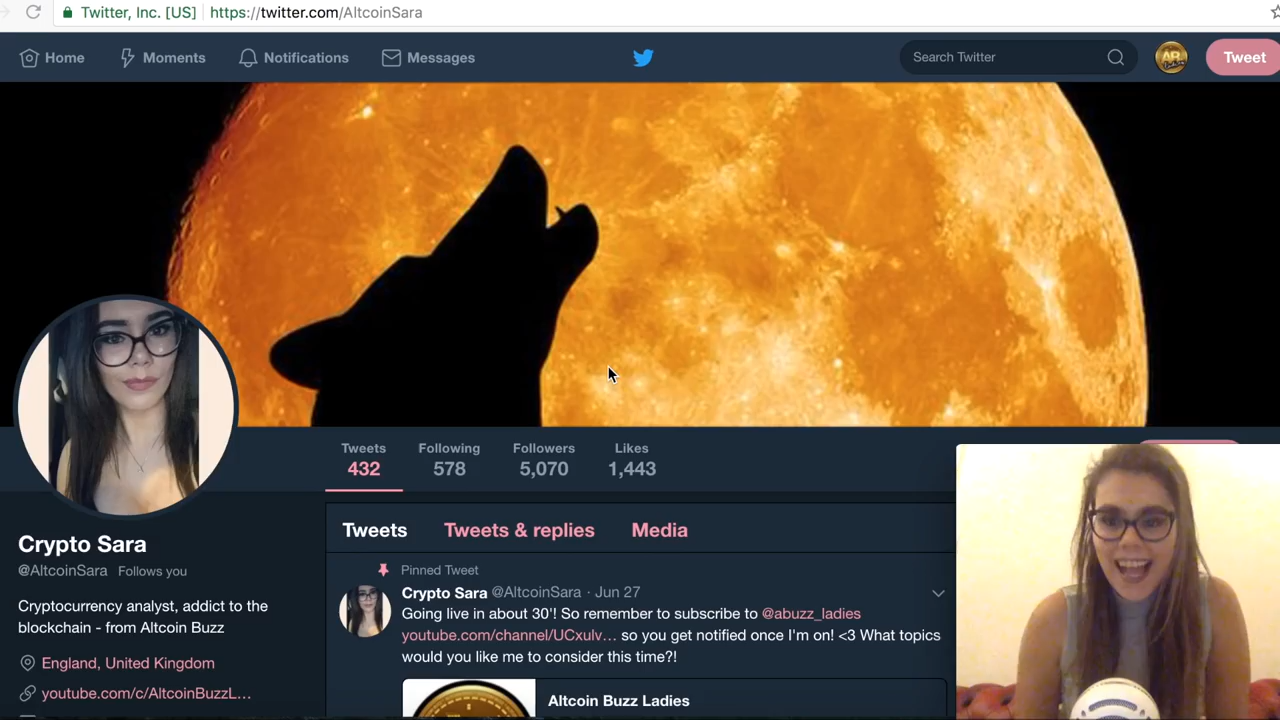 Twitter, Inc. [US] https://twitter.com/AltcoinSara
Home Moments Notifications Messages Search Twitter Tweet
Tweets Following Followers Likes
432 578 5,070 1,443
Tweets Tweets & replies Media
Crypto Sara
@AltcoinSara Follows you
Cryptocurrency analyst, addict to the
blockchain - from Altcoin Buzz
England, United Kingdom
youtube.com/c/AltcoinBuzzL…
Pinned Tweet
Crypto Sara @AltcoinSara · Jun 27
Going live in about 30'! So remember to subscribe to @abuzz_ladies
youtube.com/channel/UCxulv… so you get notified once I'm on! <3 What topics
would you like me to consider this time?!
Altcoin Buzz Ladies